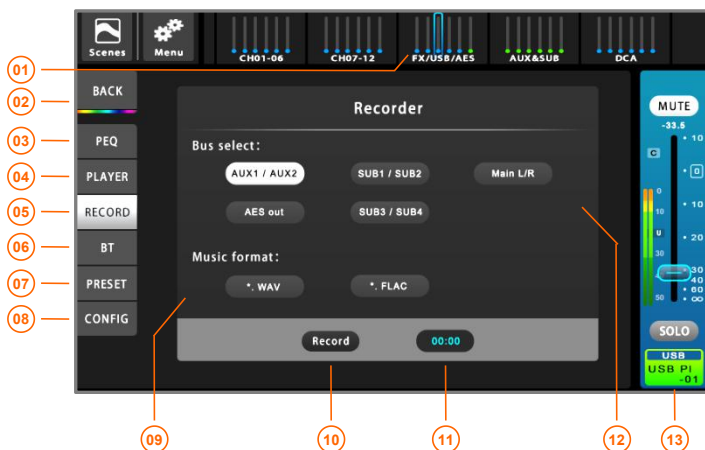 Scenes
Menu
CH01-06
CH07-12
FX/USB/AES
AUX&SUB
DCA
01
BACK
02
MUTE
-33.5
10
03
PEQ
Recorder
C
Bus select:
04
PLAYER
AUX1 / AUX2
SUB1 / SUB2
Main L/R
0
0
05
RECORD
AES out
SUB3 / SUB4
10
10
U
20
06
BT
Music format:
30
30
07
PRESET
*. WAV
*. FLAC
40
60
50
∞
08
CONFIG
Record
00:00
SOLO
USB
USB PI
-01
09
10
11
12
13